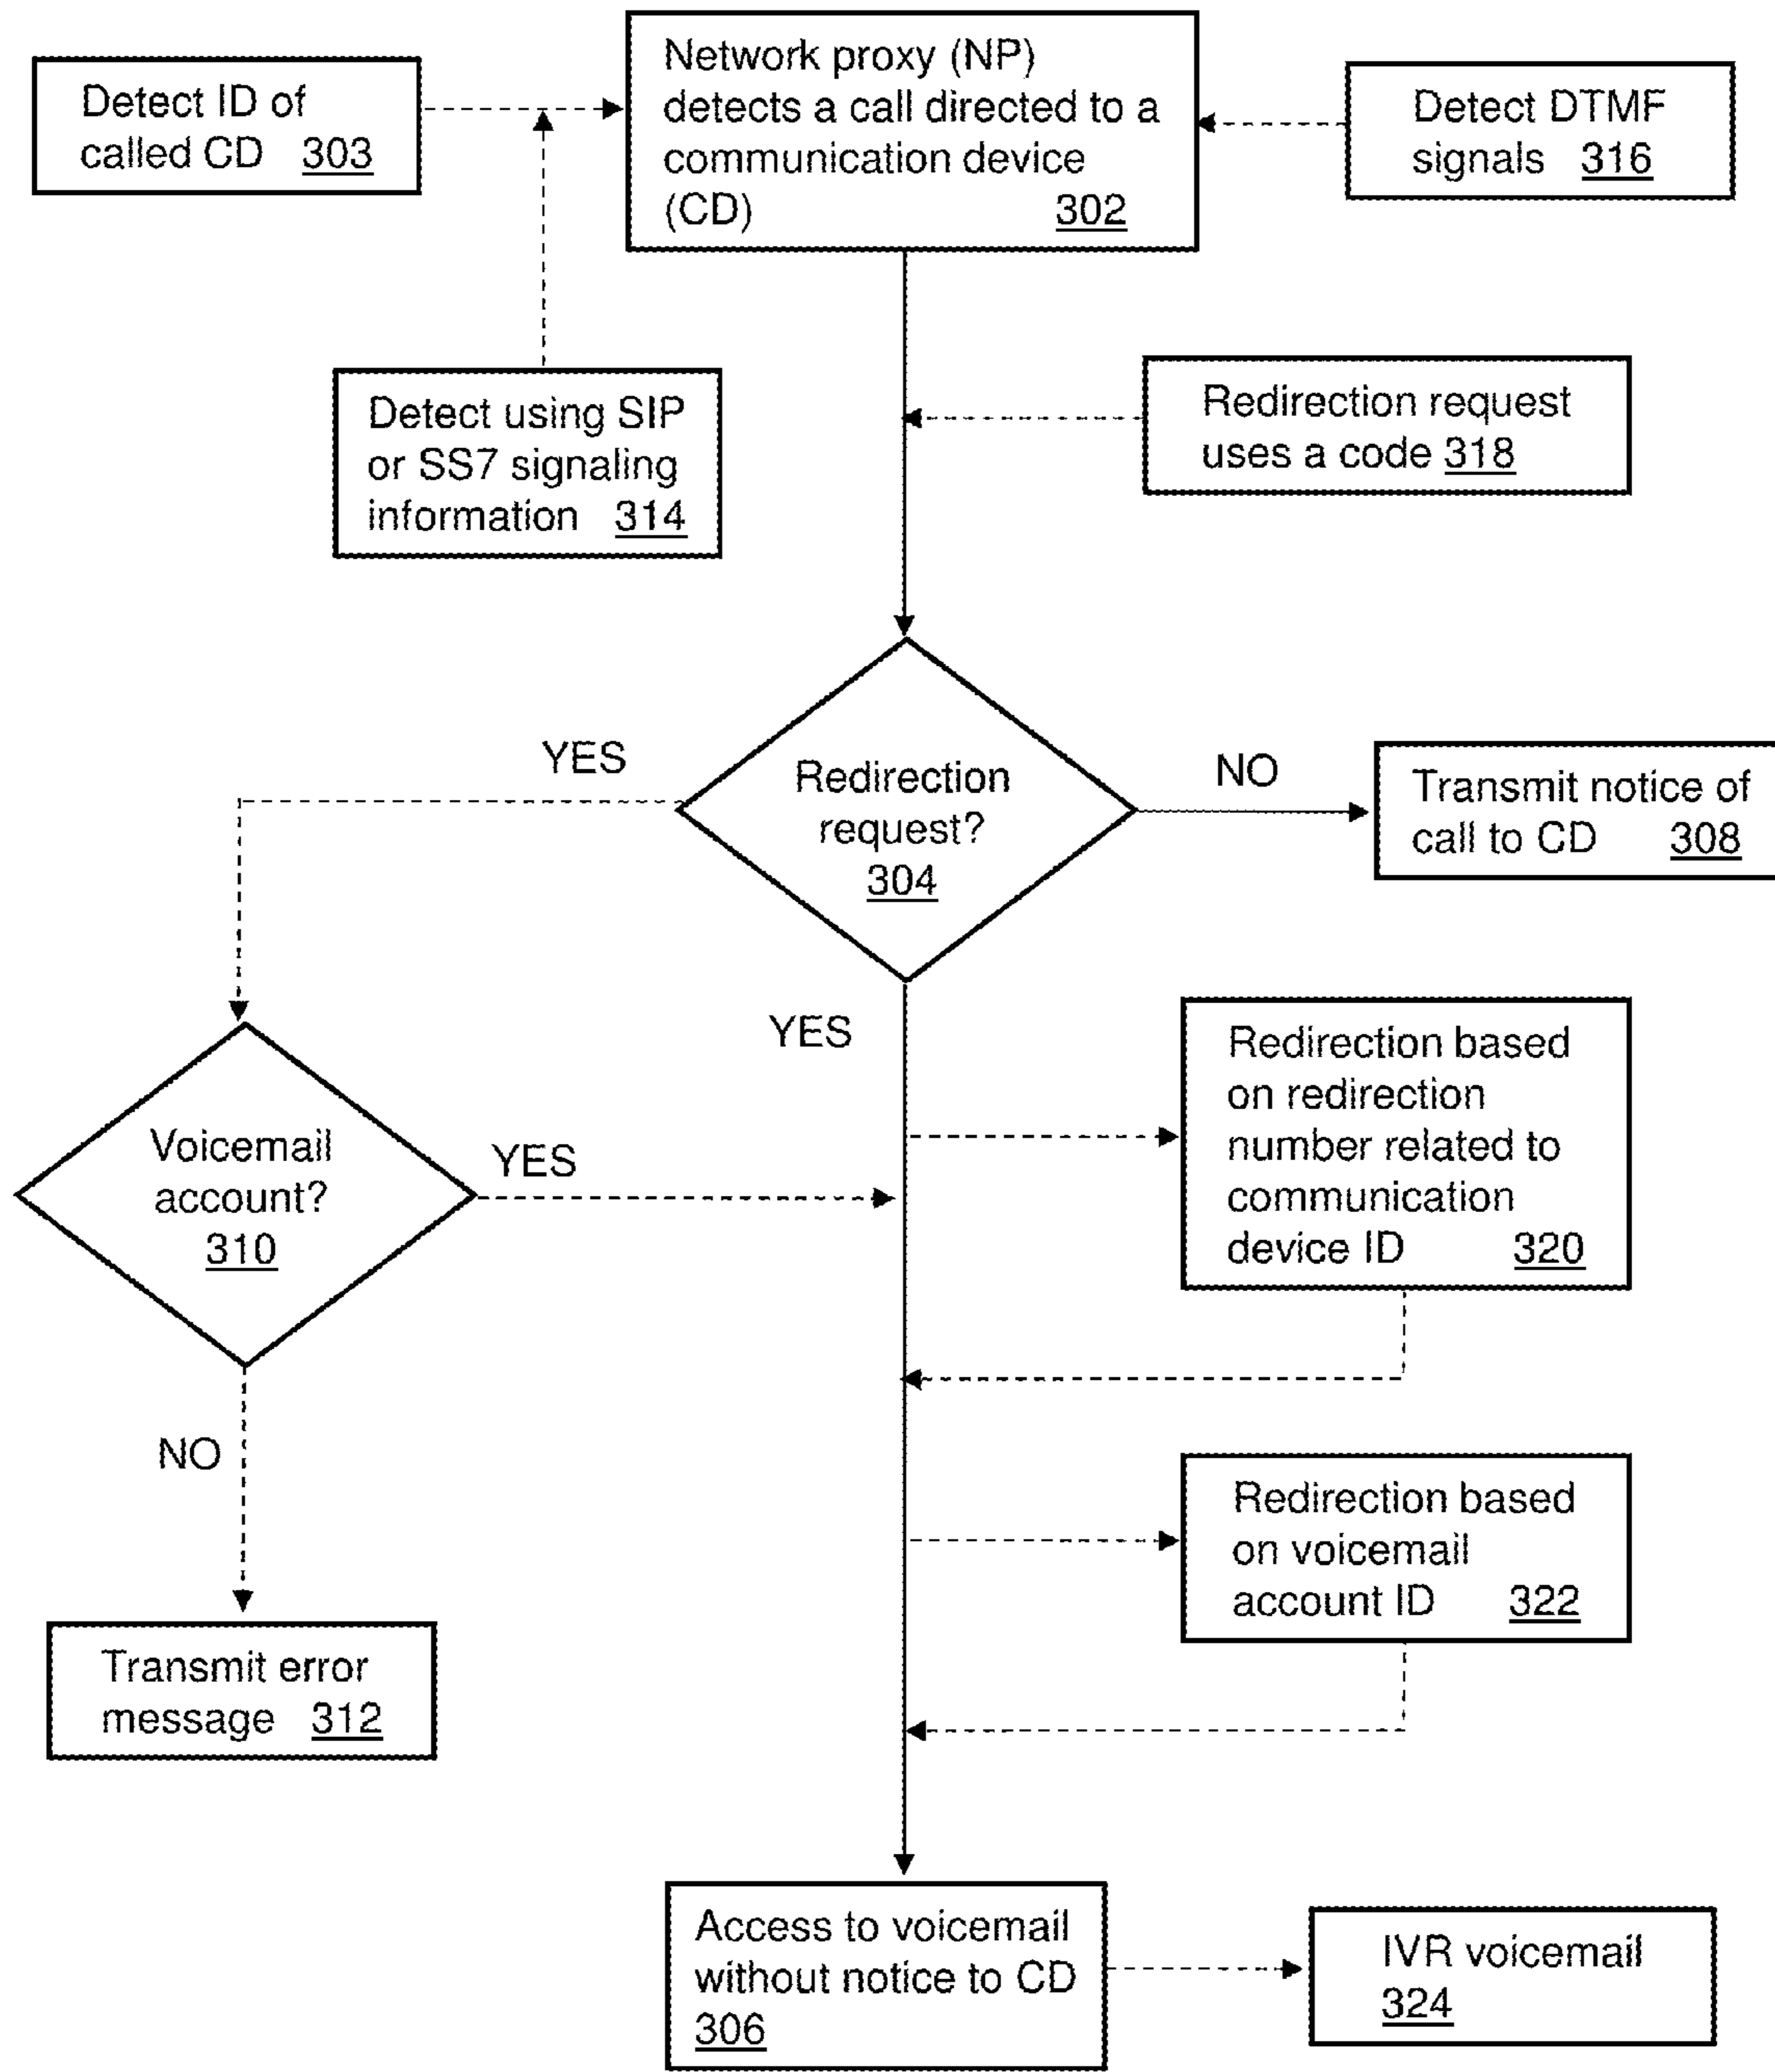 Network proxy (NP)
detects a call directed to a
communication device
(CD) 302
Detect ID of
called CD 303
Detect DTMF
signals 316
Detect using SIP
or SS7 signaling
information 314
Redirection request
uses a code 318
YES
Redirection
request?
304
NO
Transmit notice of
call to CD 308
YES
Redirection based
on redirection
number related to
communication
device ID 320
Voicemail
account?
310
YES
NO
Redirection based
on voicemail
account ID 322
Transmit error
message 312
Access to voicemail
without notice to CD
306
IVR voicemail
324